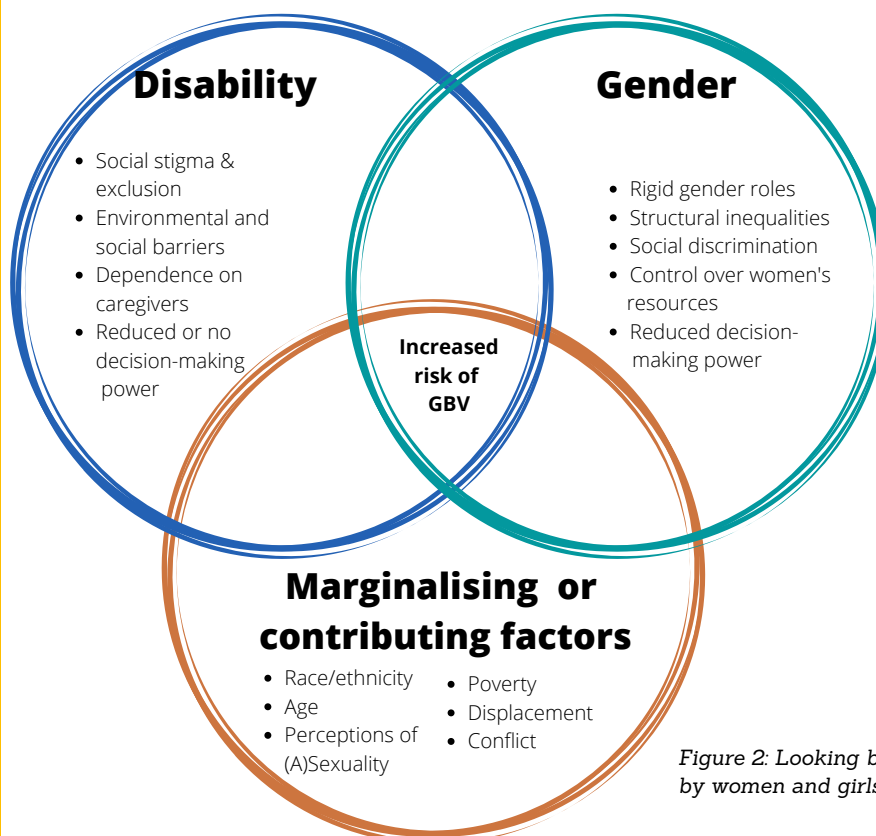 Disability
• Social stigma &
exclusion
• Environmental and
social barriers
• Dependence on
caregivers
• Reduced or no
decision-making
power
Gender
• Rigid gender roles
• Structural inequalities
• Social discrimination
• Control over women's
resources
• Reduced decision-
making power
Increased
risk of
GBV
Marginalising or
contributing factors
• Race/ethnicity
• Age
• Perceptions of
(A)Sexuality
• Poverty
• Displacement
• Conflict
Figure 2: Looking b
by women and girls